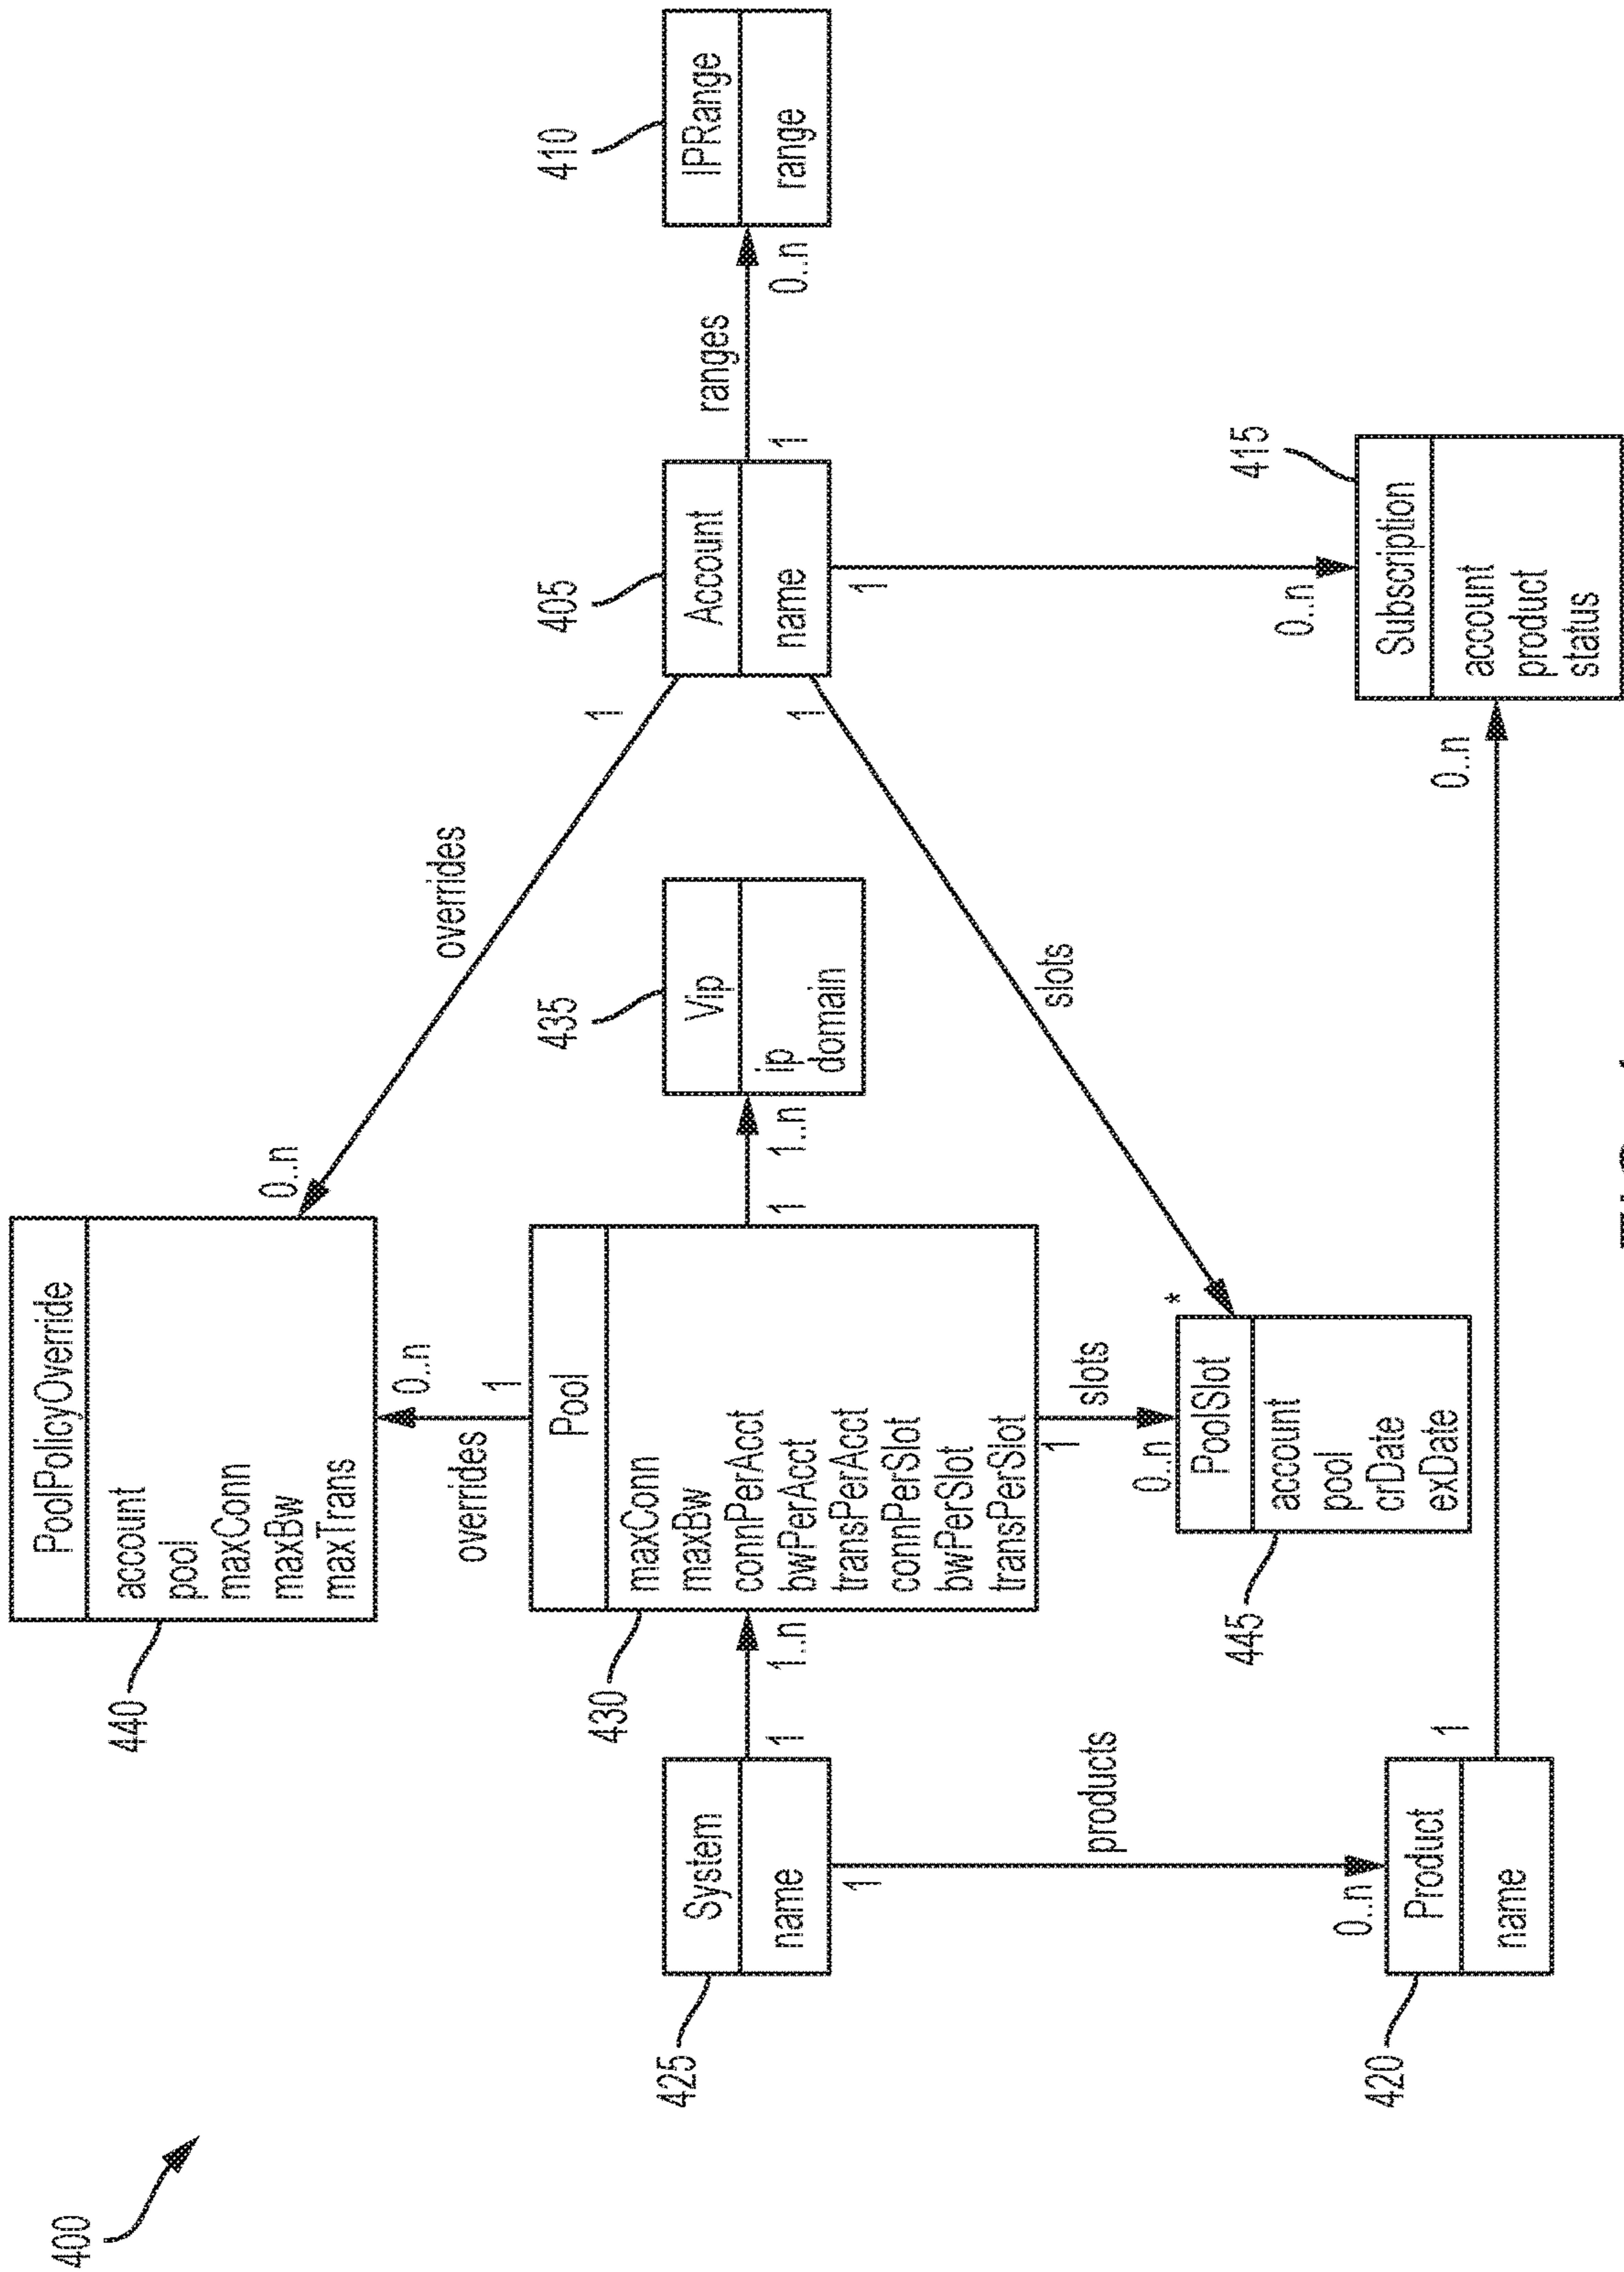 400
440
PoolPolicyOverride
account
pool
maxConn
maxBw
maxTrans
0..n
overrides
0..n
overrides
1
1
425
System
name
1
1..n
430
Pool
maxConn
maxBw
connPerAcct
bwPerAcct
transPerAcct
connPerSlot
bwPerSlot
transPerSlot
1
1..n
435
Vip
ip
domain
405
Account
name
1
ranges
0..n
410
IPRange
range
1
products
0..n
1
slots
0..n
445
PoolSlot
account
pool
crDate
exDate
*
slots
1
1
0..n
420
Product
name
1
0..n
415
Subscription
account
product
status